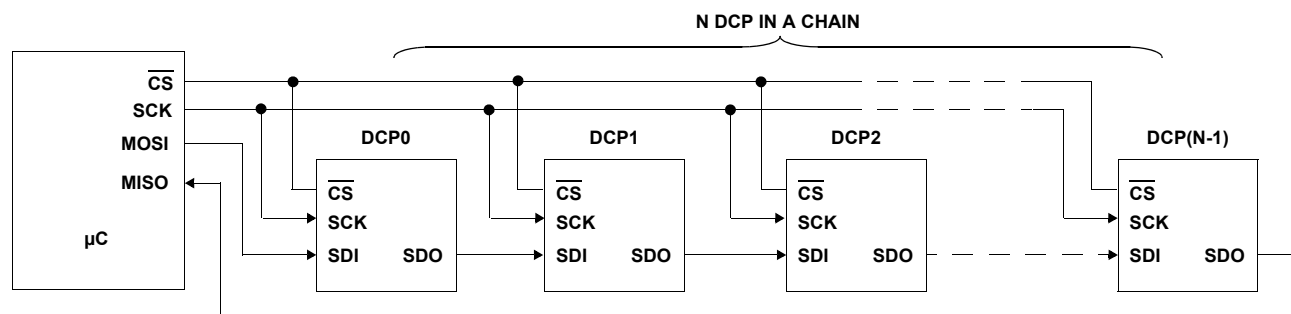 N DCP IN A CHAIN
CS
SCK
MOSI
MISO
µC
DCP0
CS
SCK
SDI SDO
DCP1
CS
SCK
SDI SDO
DCP2
CS
SCK
SDI SDO
DCP(N-1)
CS
SCK
SDI SDO